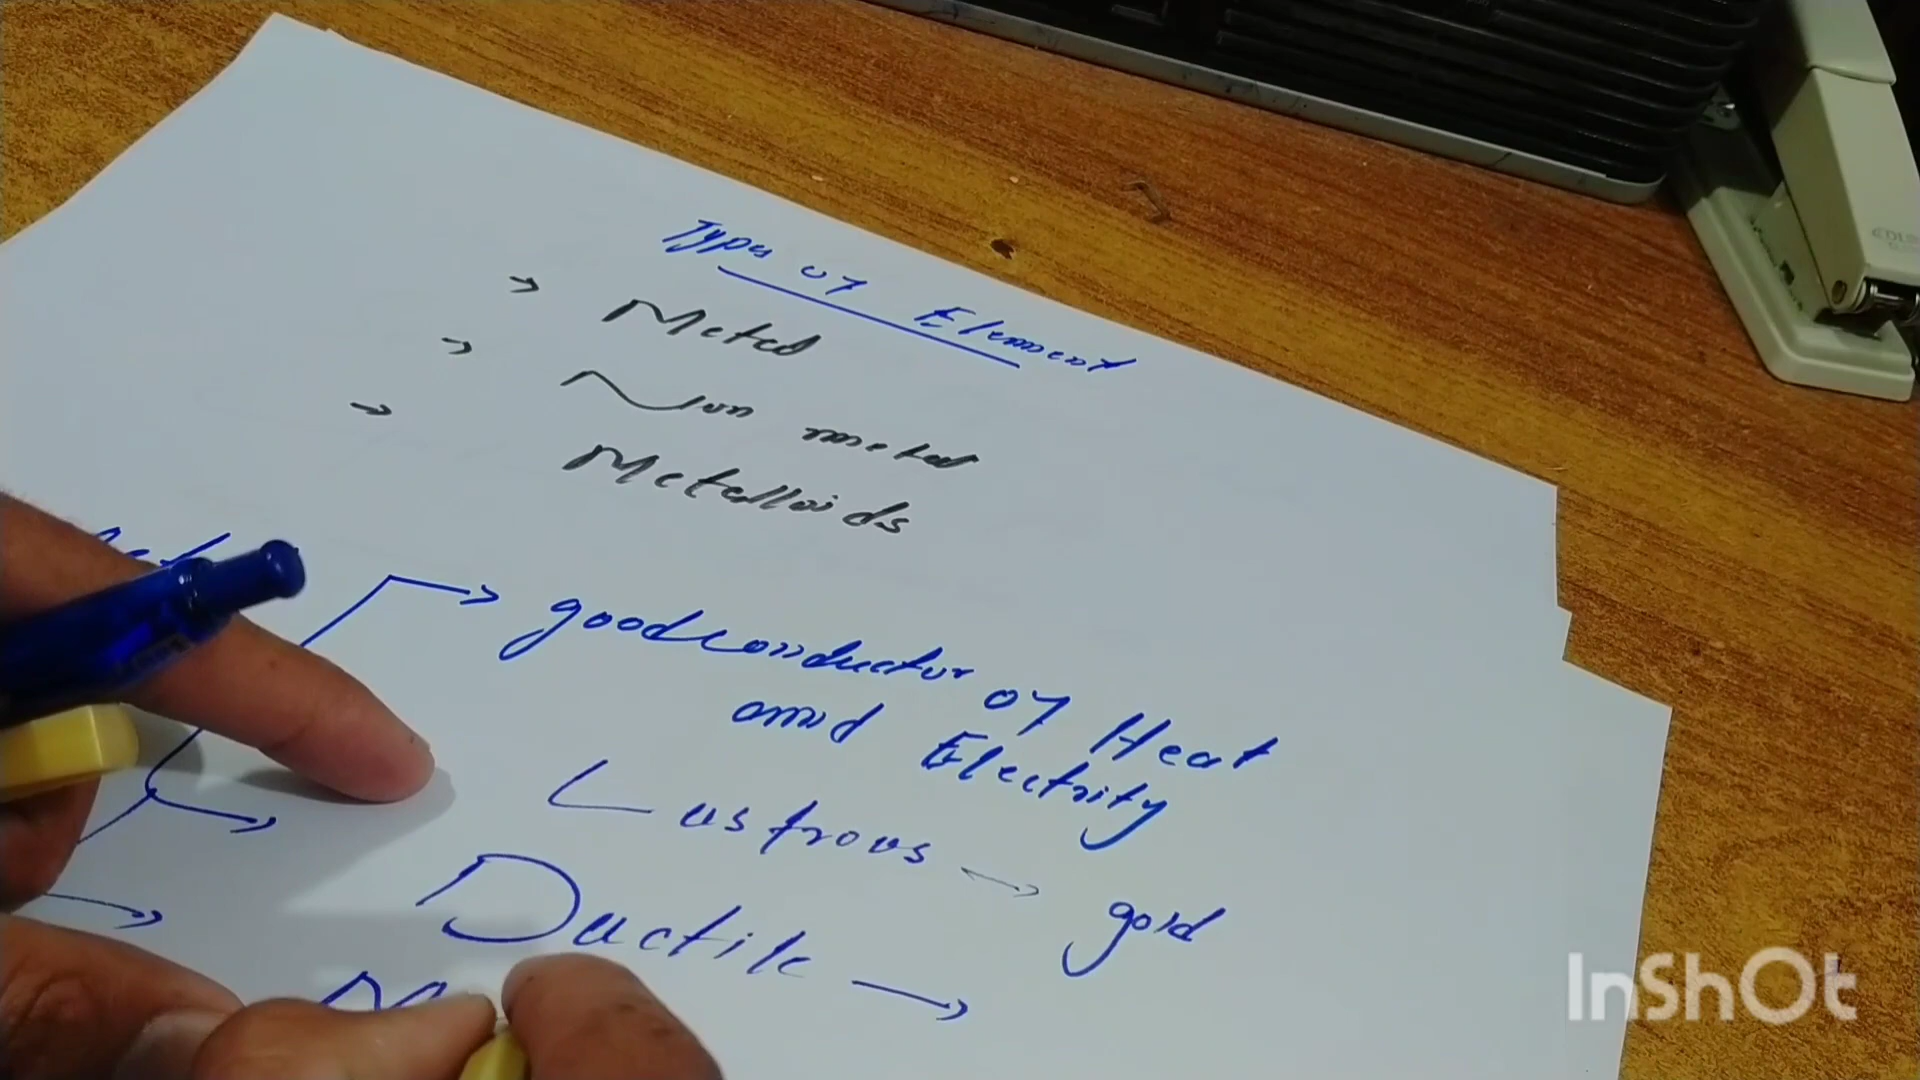 Types of Element
→ Metal
→ Non metal
→ Metalloids
→ good conductor of Heat
and Electrity
→ Lustrous → gold
→ Ductile →
InShOt